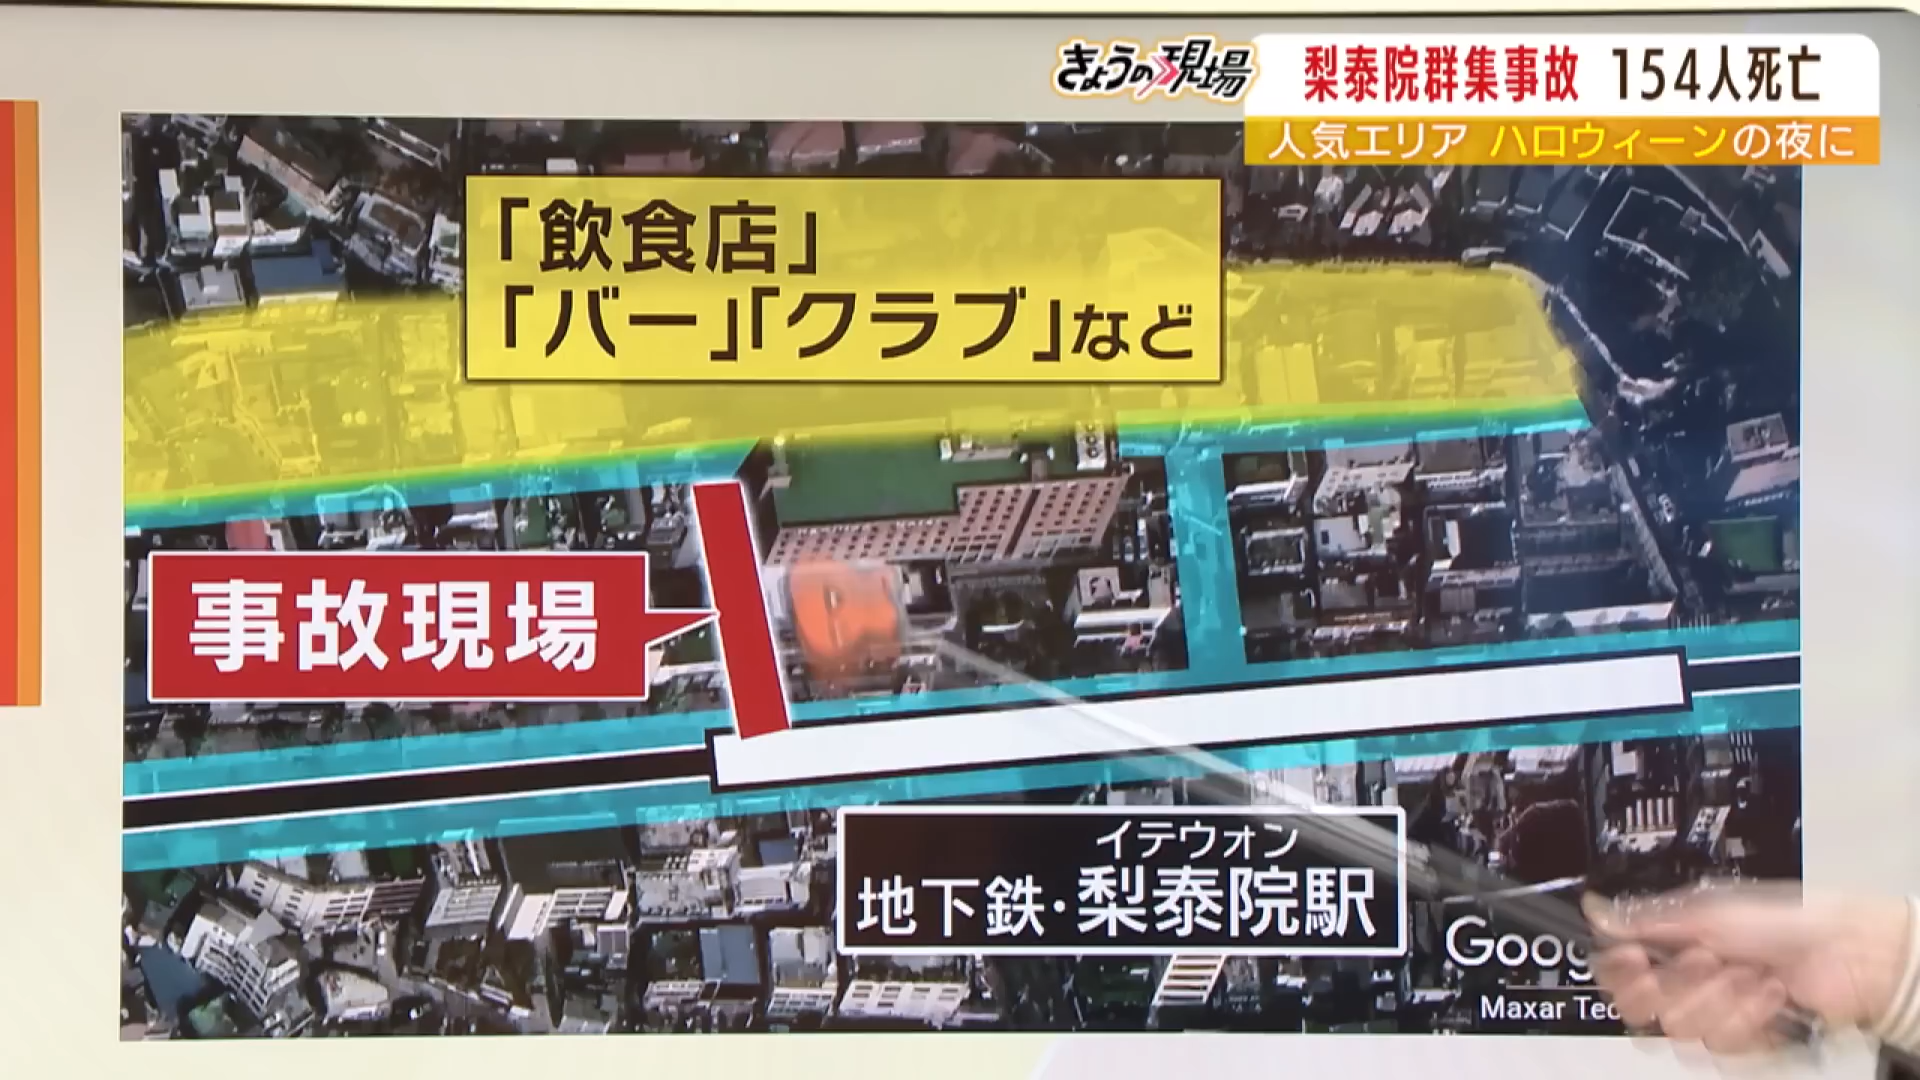 きょうの現場
梨泰院群集事故 154人死亡
人気エリア ハロウィーンの夜に
「飲食店」
「バー」「クラブ」など
事故現場
イテウォン
地下鉄・梨泰院駅
Goog
Maxar Tec